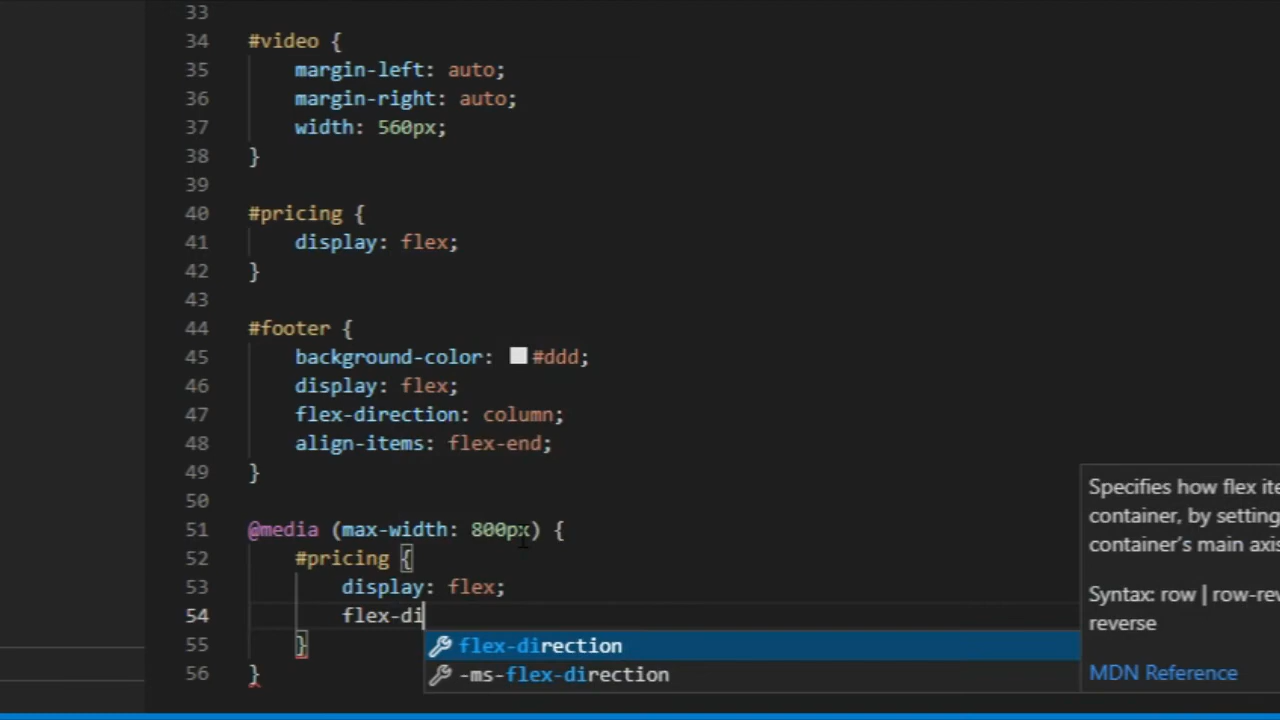 33
34 #video {
35 margin-left: auto;
36 margin-right: auto;
37 width: 560px;
38 }
39
40 #pricing {
41 display: flex;
42 }
43
44 #footer {
45 background-color: #ddd;
46 display: flex;
47 flex-direction: column;
48 align-items: flex-end;
49 }
50
51 @media (max-width: 800px) {
52 #pricing {
53 display: flex;
54 flex-di
55 }
56 }
flex-direction
-ms-flex-direction
Specifies how flex ite
container, by setting
container's main axis
Syntax: row | row-rev
reverse
MDN Reference